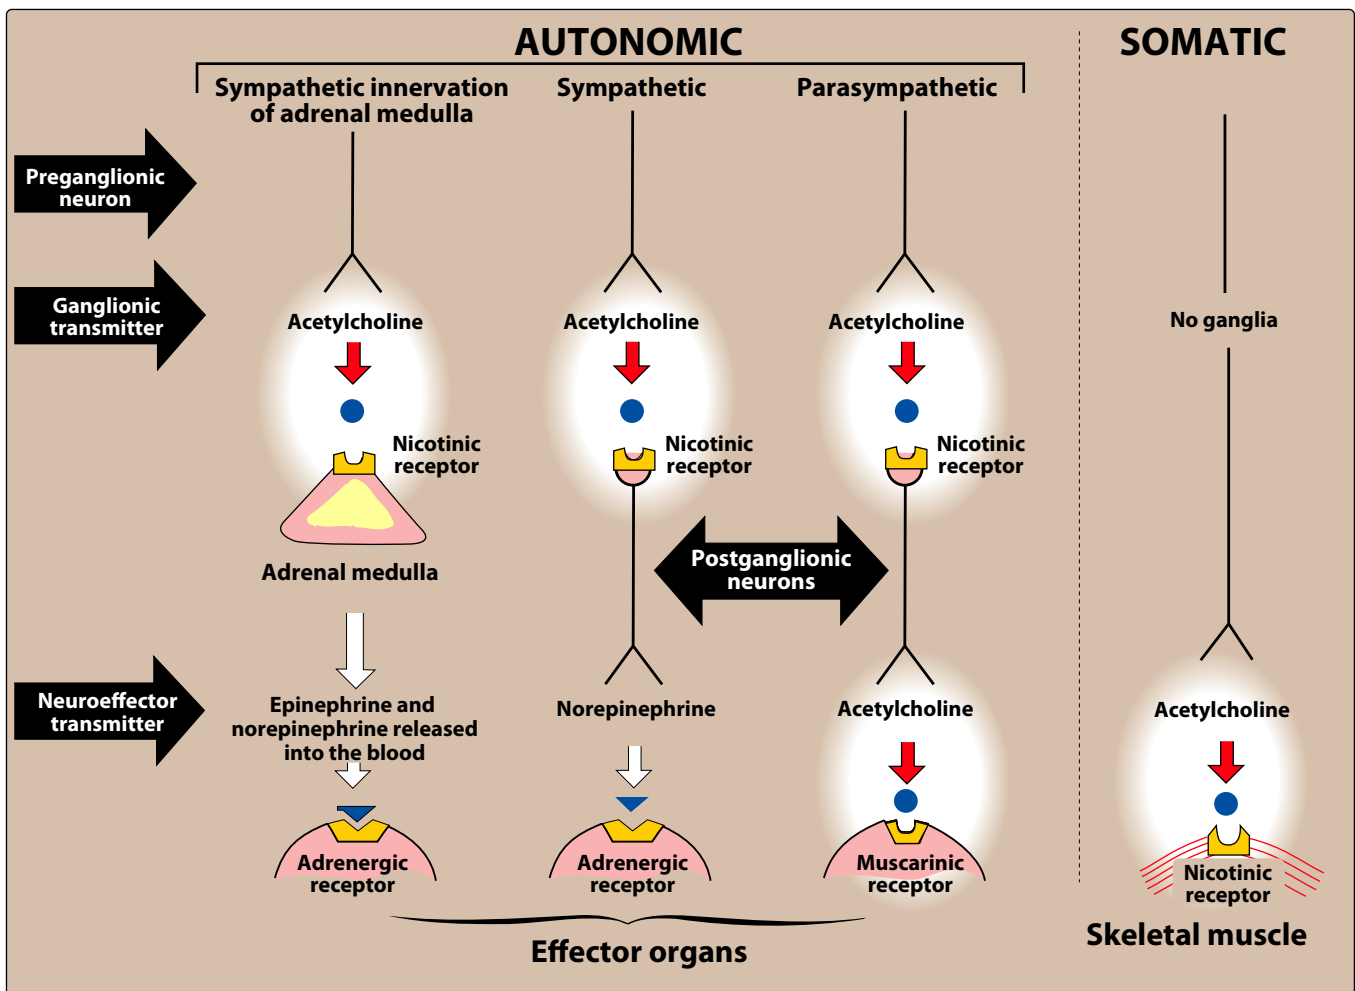 AUTONOMIC
SOMATIC
Sympathetic innervation
of adrenal medulla
Sympathetic
Parasympathetic
Preganglionic
neuron
Ganglionic
transmitter
Acetylcholine
Acetylcholine
Acetylcholine
No ganglia
Nicotinic
receptor
Nicotinic
receptor
Nicotinic
receptor
Adrenal medulla
Postganglionic
neurons
Neuroeffector
transmitter
Epinephrine and
norepinephrine released
into the blood
Norepinephrine
Acetylcholine
Acetylcholine
Adrenergic
receptor
Adrenergic
receptor
Muscarinic
receptor
Nicotinic
receptor
Effector organs
Skeletal muscle